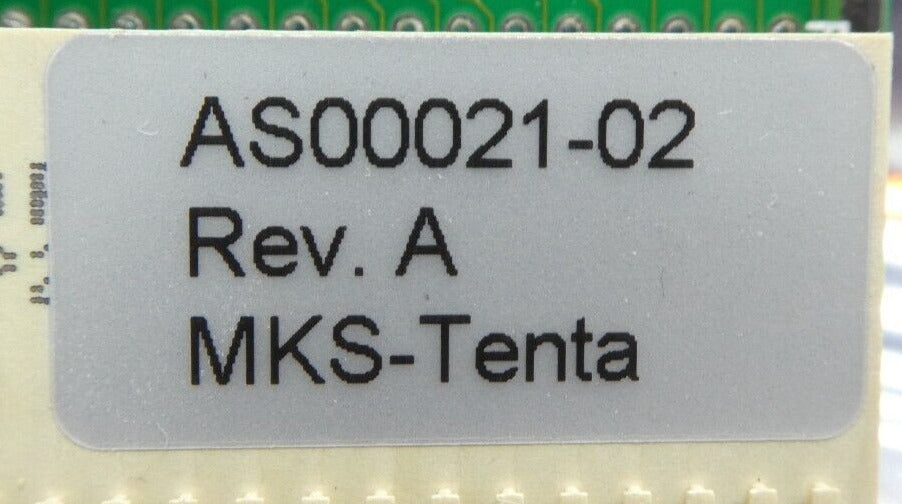 AS00021-02
Rev. A
MKS-Tenta